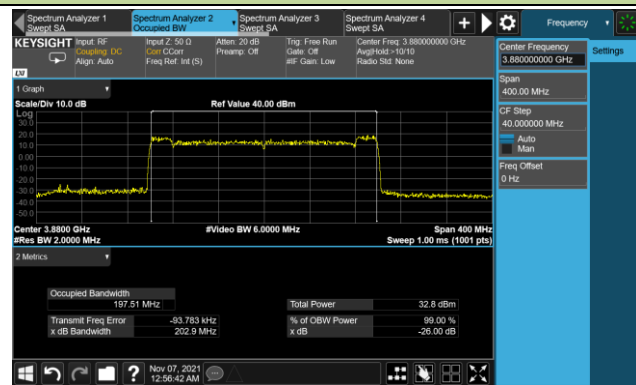 Spectrum Analyzer 1
Swept SA
Spectrum Analyzer 2
Occupied BW
Spectrum Analyzer 3
Swept SA
Spectrum Analyzer 4
Swept SA
Frequency
KEYSIGHT
Input: RF
Coupling: DC
Align: Auto
Input Z: 50 Ω
Corr CCorr
Freq Ref: Int (S)
Atten: 20 dB
Preamp: Off
Trig: Free Run
Gate: Off
#IF Gain: Low
Center Freq: 3.880000000 GHz
Avg|Hold:>10/10
Radio Std: None
LXI
Center Frequency
3.880000000 GHz
Settings
Span
400.00 MHz
CF Step
40.000000 MHz
Auto
Man
Freq Offset
0 Hz
1 Graph
Scale/Div 10.0 dB
Ref Value 40.00 dBm
Log
30.0
20.0
10.0
0.00
-10.0
-20.0
-30.0
-40.0
-50.0
Center 3.8800 GHz
#Video BW 6.0000 MHz
Span 400 MHz
#Res BW 2.0000 MHz
Sweep 1.00 ms (1001 pts)
2 Metrics
Occupied Bandwidth
197.51 MHz
Total Power
32.8 dBm
Transmit Freq Error
-93.783 kHz
% of OBW Power
99.00 %
x dB Bandwidth
202.9 MHz
x dB
-26.00 dB
?
Nov 07, 2021
12:56:42 AM